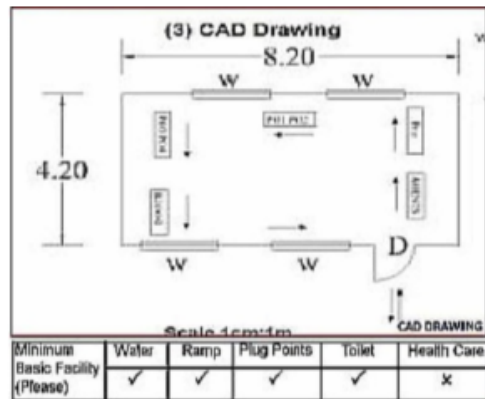 (3) CAD Drawing
8.20
W W
4.20
AGENTS
W W
D
Scale 1cm:1m
CAD DRAWING
Minimum Basic Facility (Please) Water Ramp Plug Points Toilet Health Care
✓ ✓ ✓ ✓ x